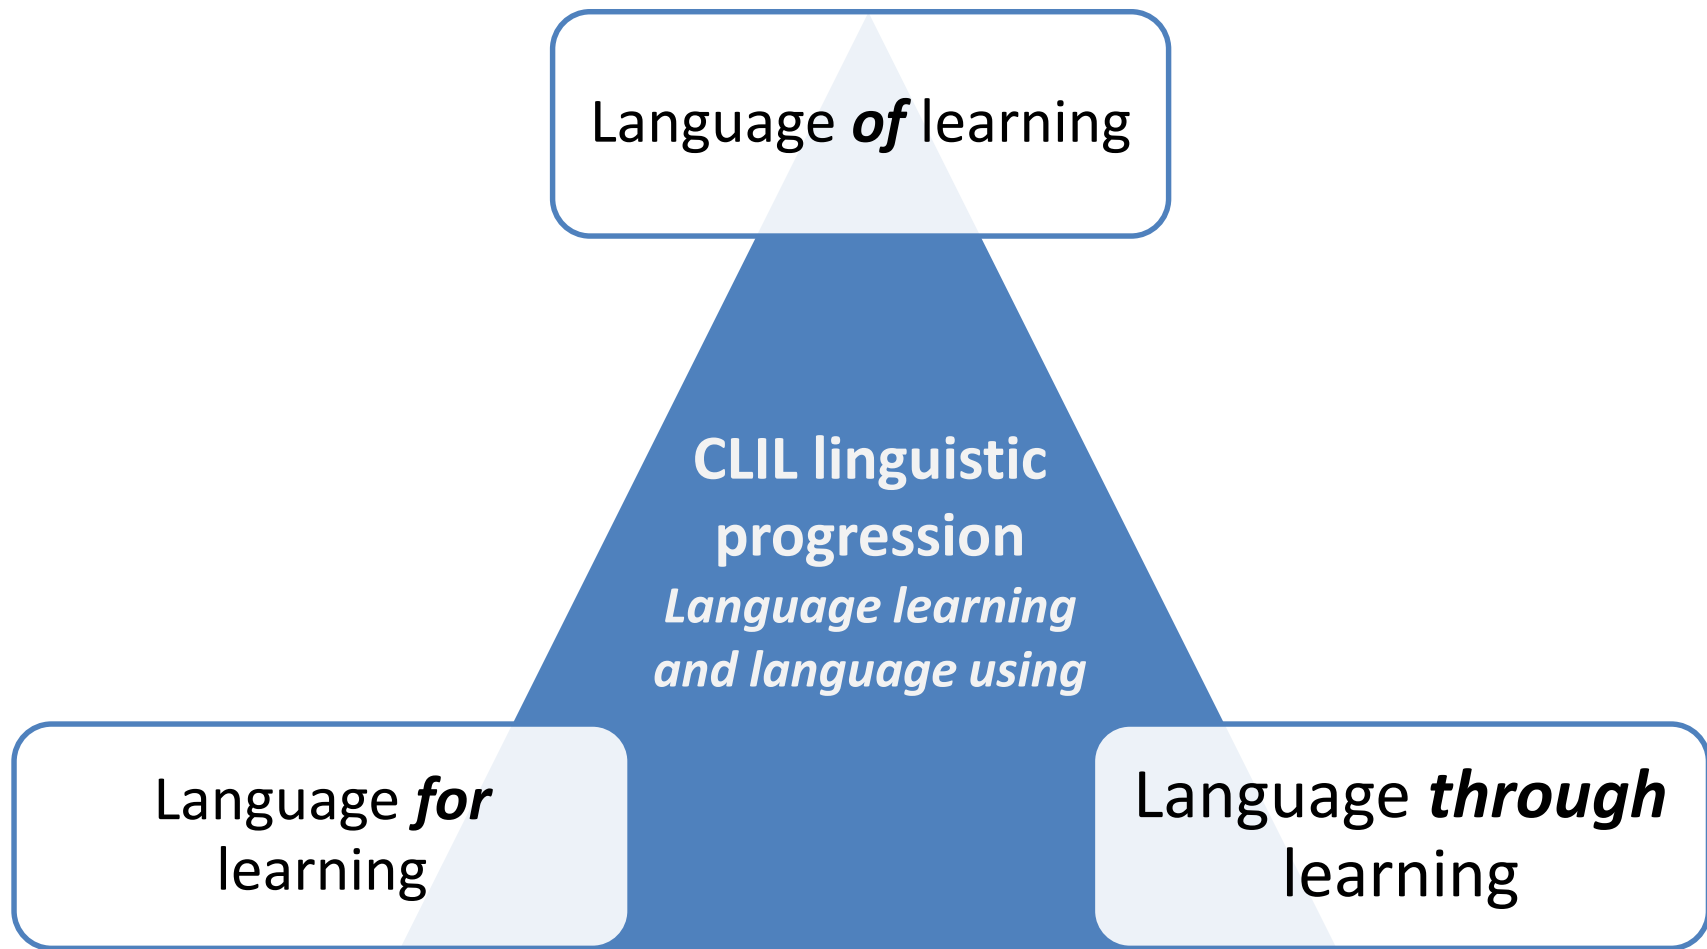 Language of learning
CLIL linguistic
progression
Language learning
and language using
Language for
learning
Language through
learning